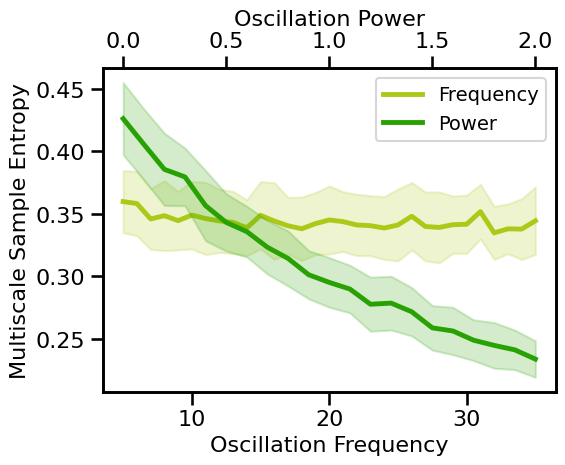 Oscillation Power
0.0 0.5 1.0 1.5 2.0
Frequency
Power
Multiscale Sample Entropy
0.45
0.40
0.35
0.30
0.25
10 20 30
Oscillation Frequency